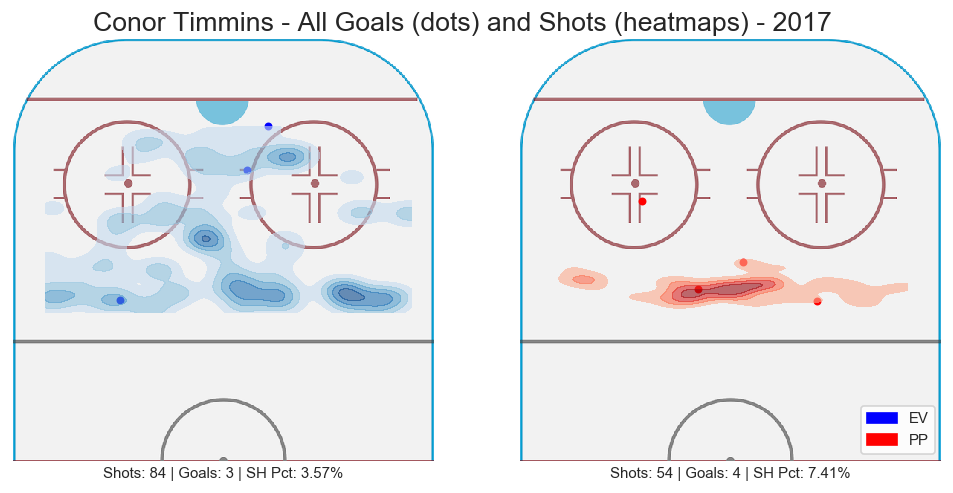 Conor Timmins - All Goals (dots) and Shots (heatmaps) - 2017
EV
PP
Shots: 84 | Goals: 3 | SH Pct: 3.57%
Shots: 54 | Goals: 4 | SH Pct: 7.41%